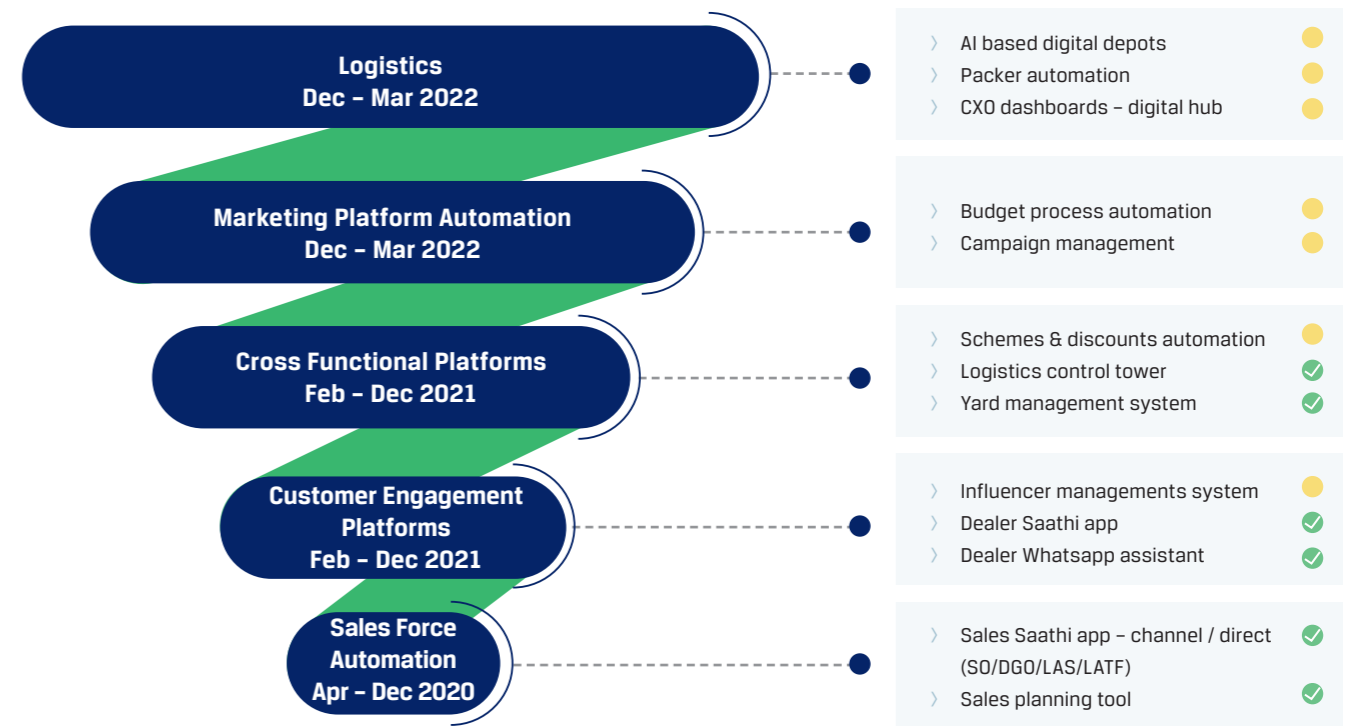 Logistics
Dec – Mar 2022
〉 AI based digital depots
〉 Packer automation
〉 CXO dashboards – digital hub
Marketing Platform Automation
Dec – Mar 2022
〉 Budget process automation
〉 Campaign management
Cross Functional Platforms
Feb – Dec 2021
〉 Schemes & discounts automation
〉 Logistics control tower
〉 Yard management system
Customer Engagement
Platforms
Feb – Dec 2021
〉 Influencer managements system
〉 Dealer Saathi app
〉 Dealer Whatsapp assistant
Sales Force
Automation
Apr – Dec 2020
〉 Sales Saathi app – channel / direct
(SO/DGO/LAS/LATF)
〉 Sales planning tool